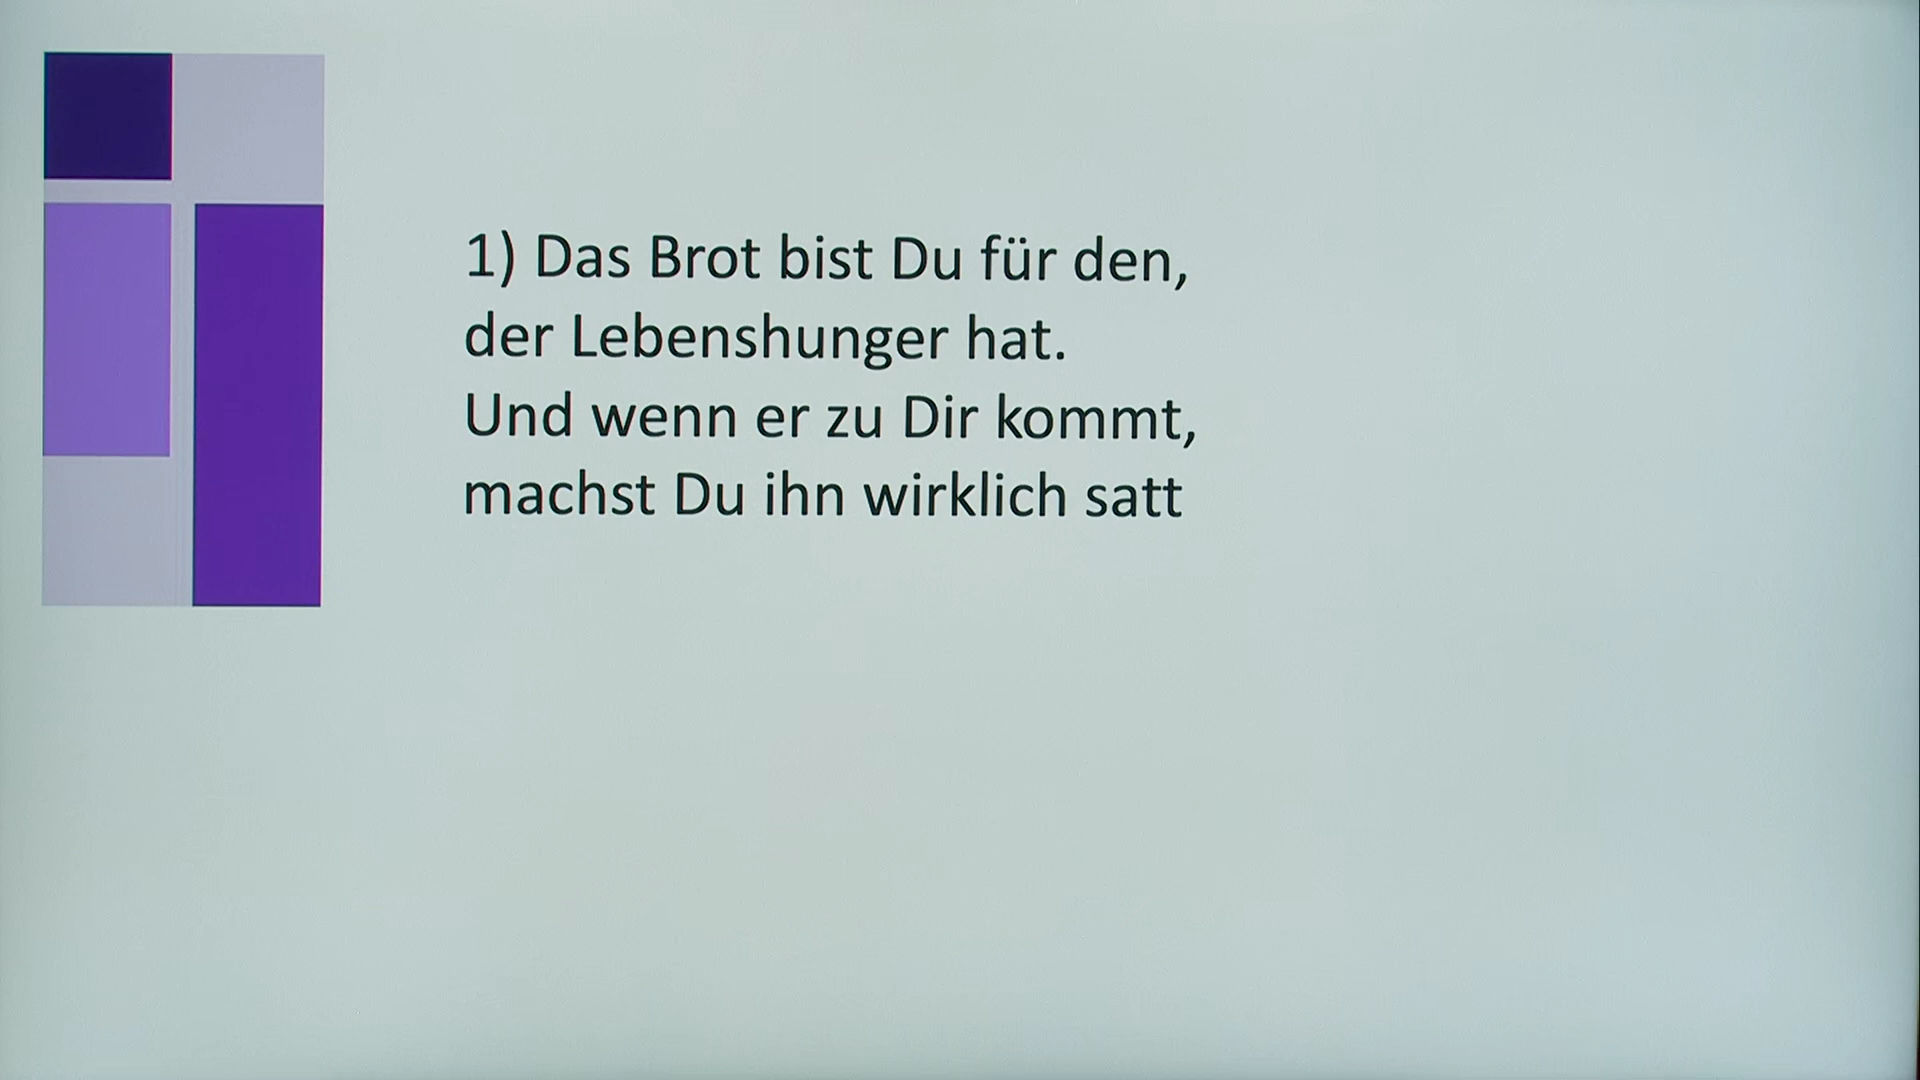 1) Das Brot bist Du für den,
der Lebenshunger hat.
Und wenn er zu Dir kommt,
machst Du ihn wirklich satt